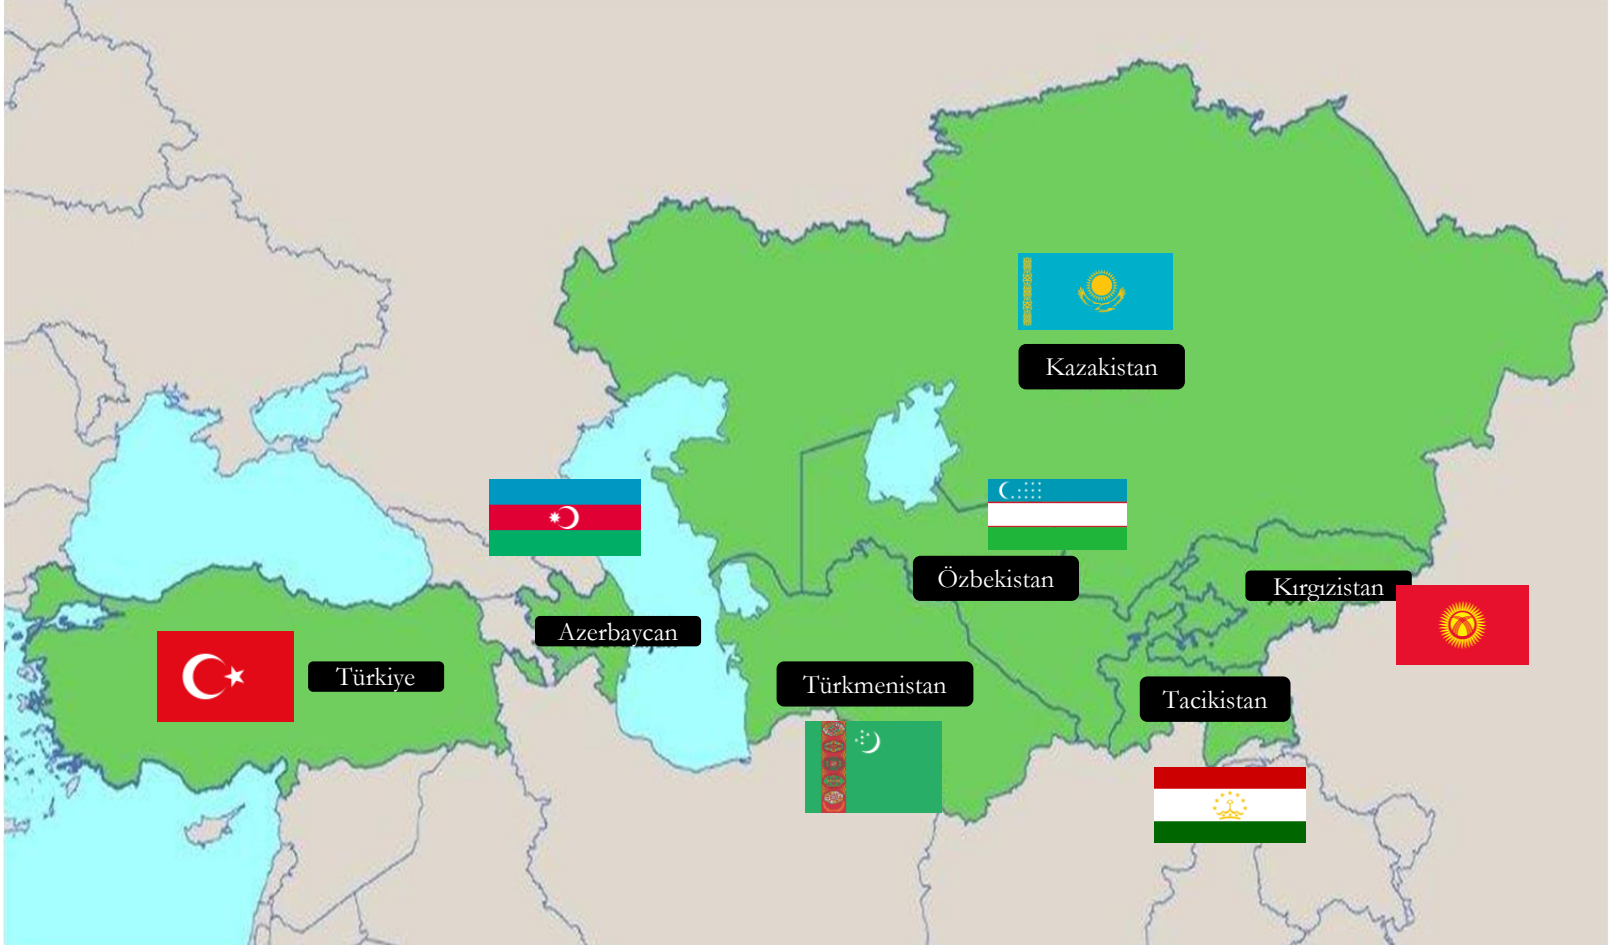 Kazakistan
Özbekistan
Kırgızistan
Azerbaycan
Türkiye
Türkmenistan
Tacikistan